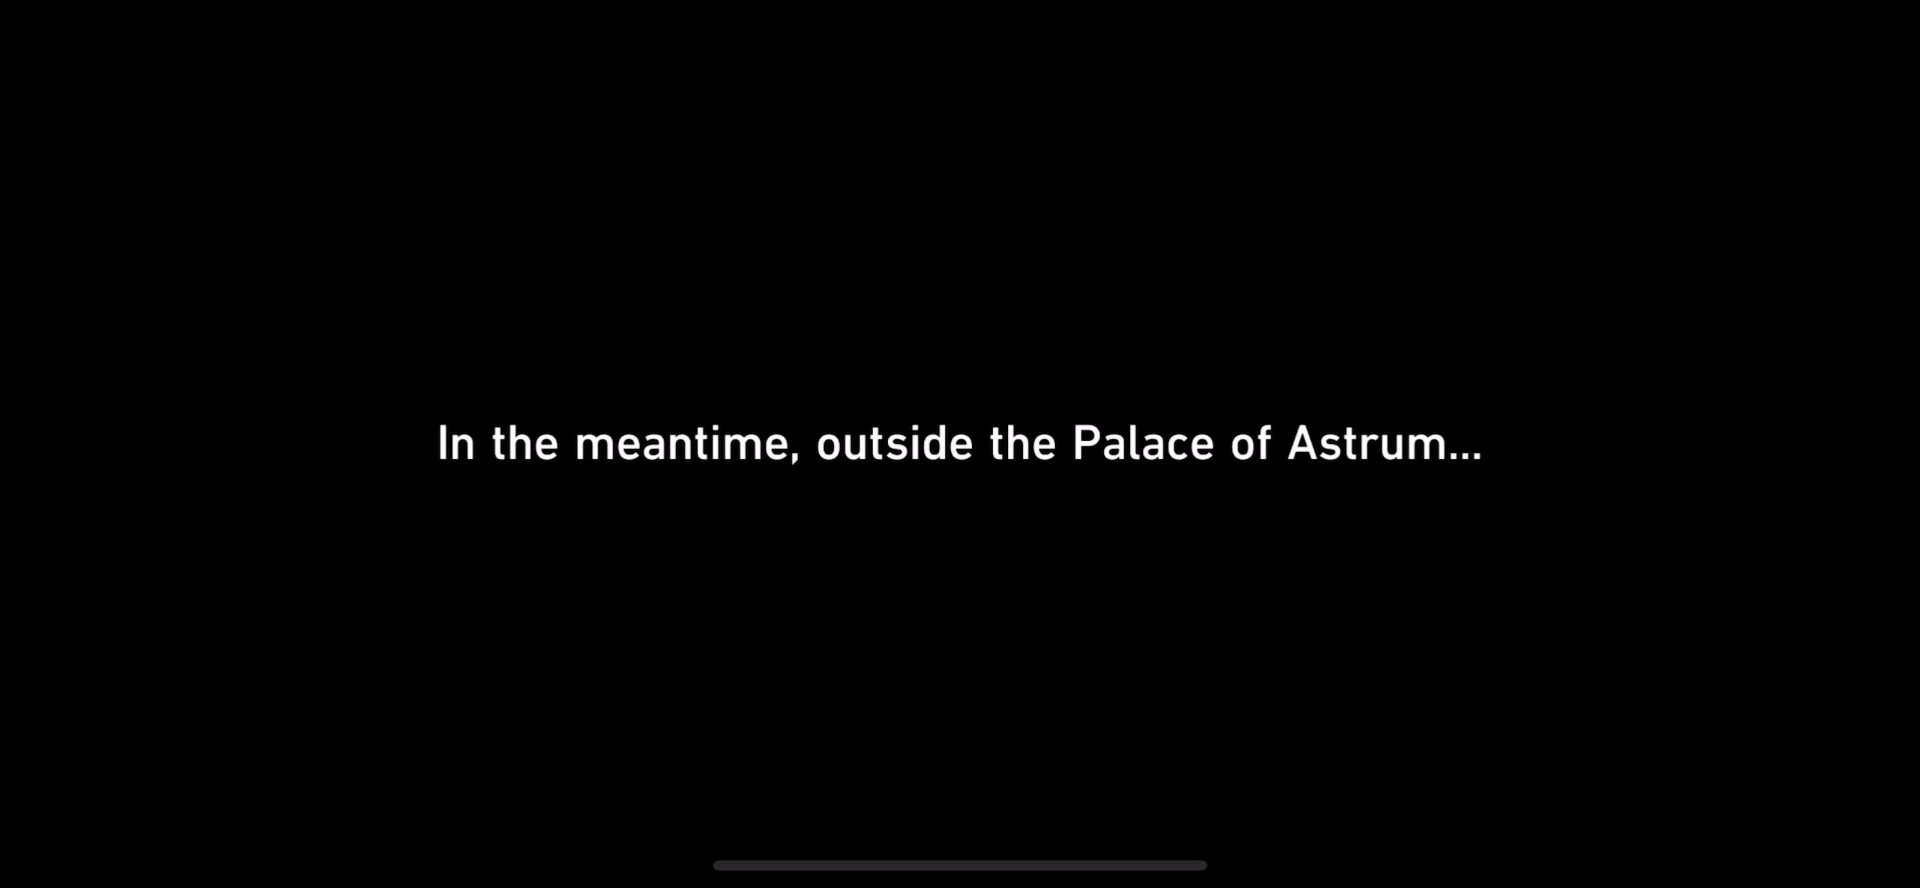 In the meantime, outside the Palace of Astrum...